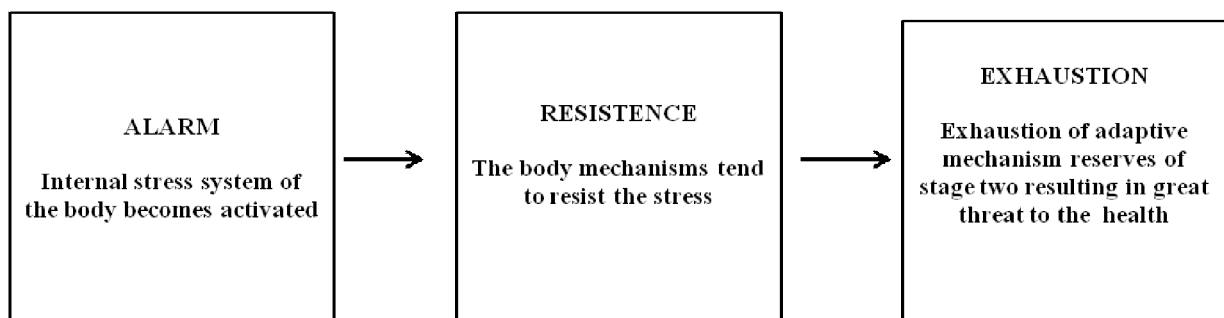 ALARM
Internal stress system of
the body becomes activated
RESISTENCE
The body mechanisms tend
to resist the stress
EXHAUSTION
Exhaustion of adaptive
mechanism reserves of
stage two resulting in great
threat to the health